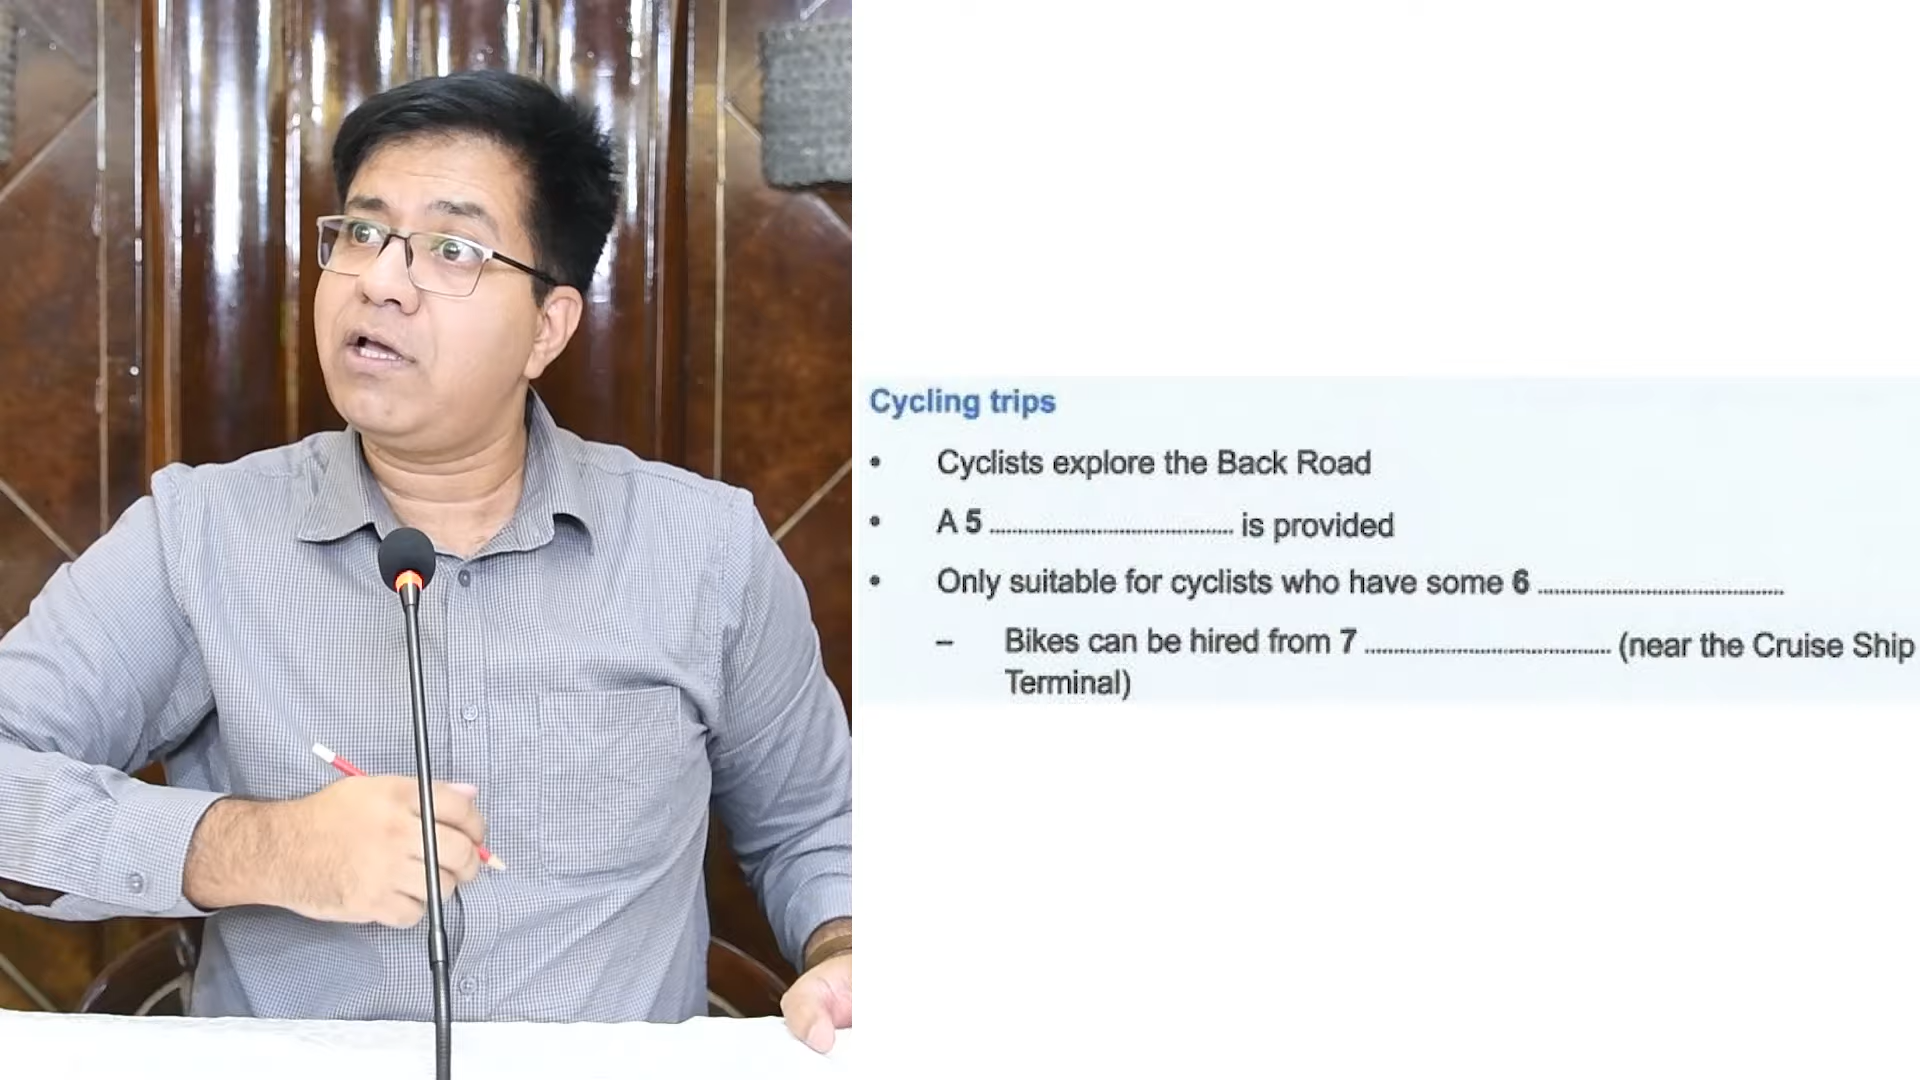 Cycling trips
• Cyclists explore the Back Road
• A 5 ........................................ is provided
• Only suitable for cyclists who have some 6 ........................................
– Bikes can be hired from 7 ........................................ (near the Cruise Ship
Terminal)